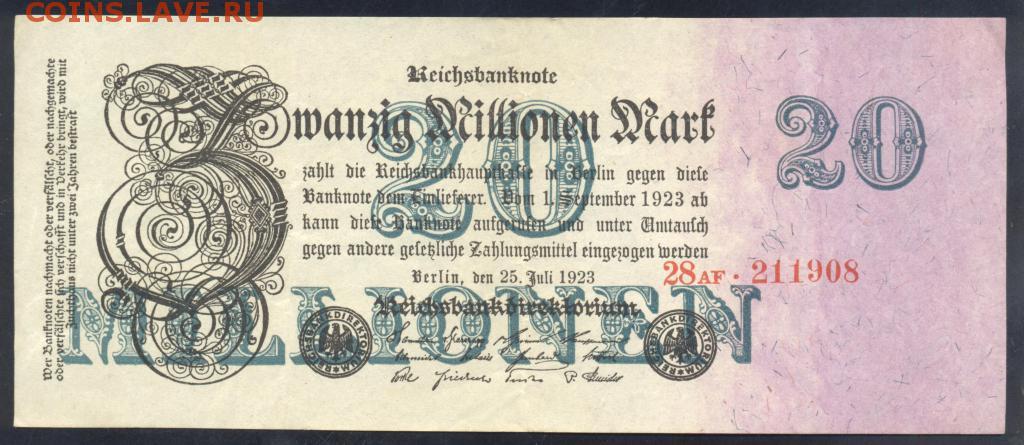 COINS.LAVE.RU
Reichsbanknote
Zwanzig Millionen Mark
20
20
zahlt die Reichsbankhauptkasse in Berlin gegen diese
Banknote dem Einlieferer. Vom 1. September 1923 ab
kann diese Banknote aufgerufen und unter Umtausch
gegen andere gesetzliche Zahlungsmittel eingezogen werden
Berlin, den 25. Juli 1923
28AF · 211908
Reichsbankdirektorium
MILLIONEN
REICHSBANKDIREKTORIUM
REICHSBANKDIREKTORIUM
Wer Banknoten nachmacht oder verfälscht, oder nachgemachte
oder verfälschte sich verschafft und in Verkehr bringt, wird mit
Zuchthaus nicht unter zwei Jahren bestraft